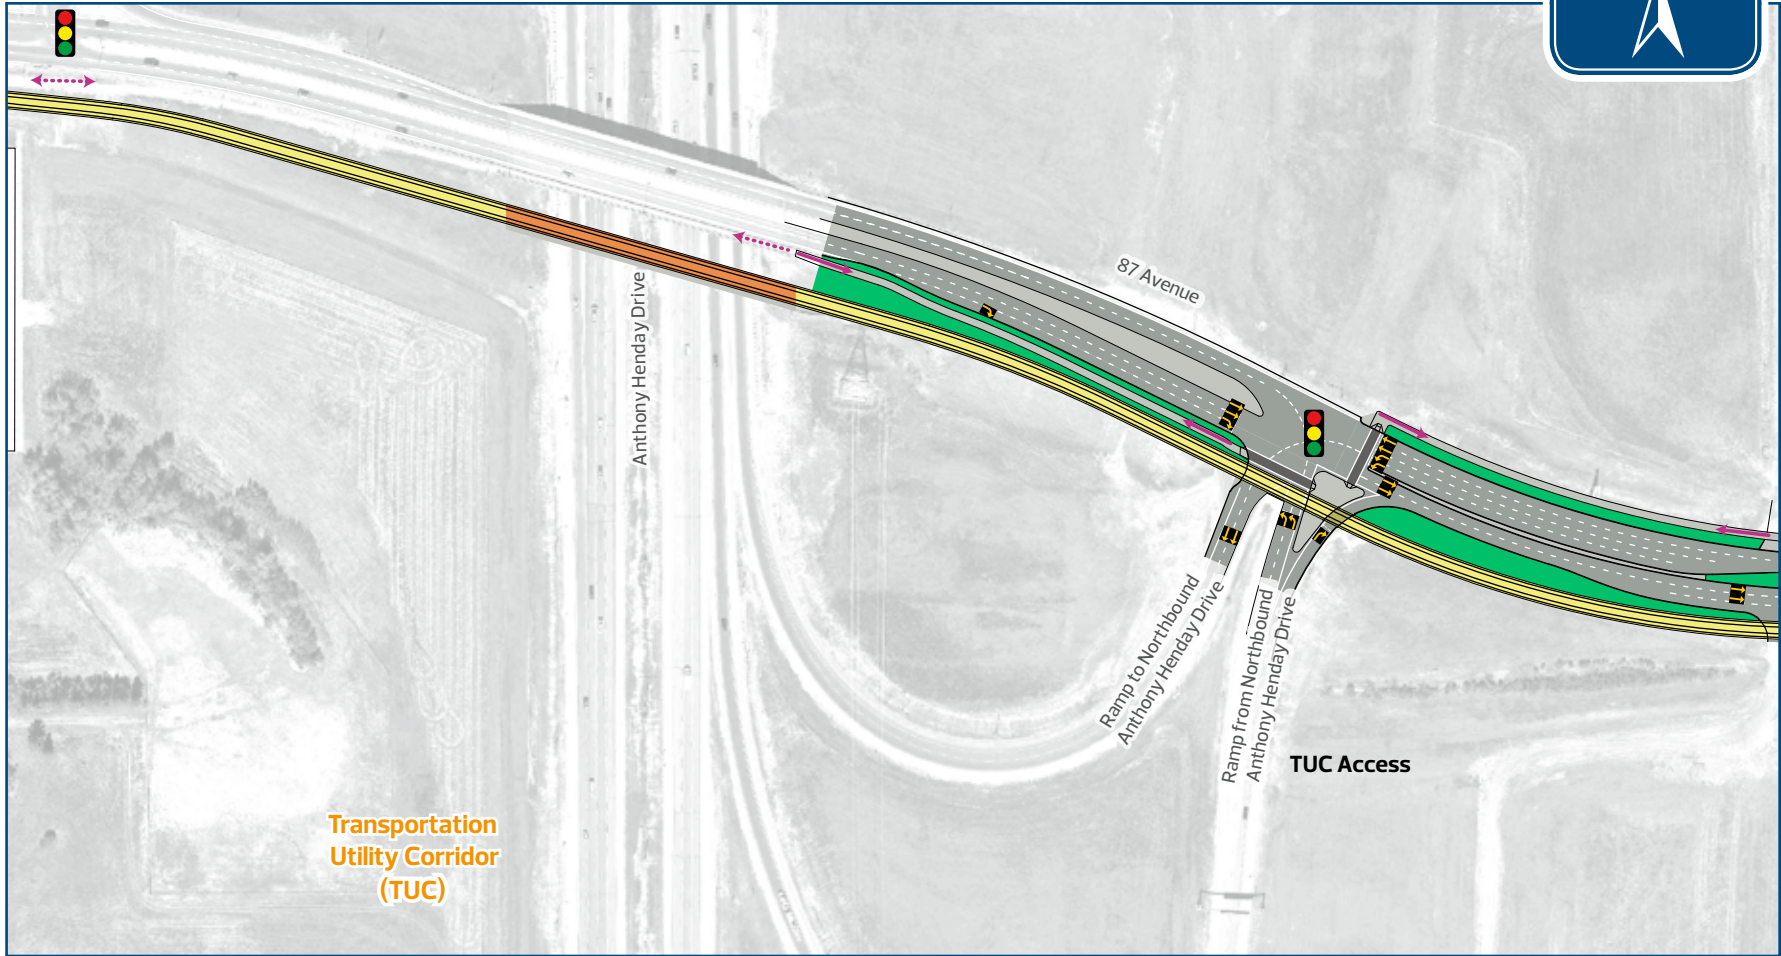 87 Avenue
Anthony Henday Drive
Ramp to Northbound
Anthony Henday Drive
Ramp from Northbound
Anthony Henday Drive
TUC Access
Transportation
Utility Corridor
(TUC)